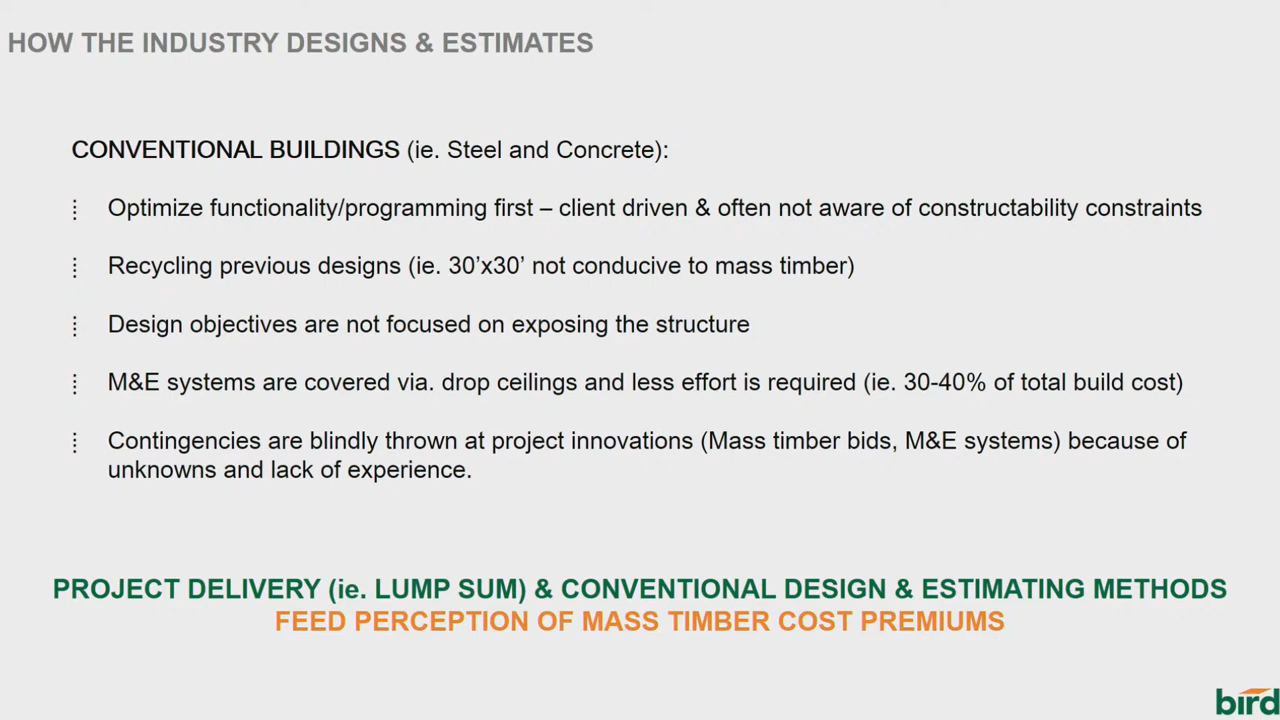 HOW THE INDUSTRY DESIGNS & ESTIMATES
CONVENTIONAL BUILDINGS (ie. Steel and Concrete):
Optimize functionality/programming first – client driven & often not aware of constructability constraints
Recycling previous designs (ie. 30’x30’ not conducive to mass timber)
Design objectives are not focused on exposing the structure
M&E systems are covered via. drop ceilings and less effort is required (ie. 30-40% of total build cost)
Contingencies are blindly thrown at project innovations (Mass timber bids, M&E systems) because of
unknowns and lack of experience.
PROJECT DELIVERY (ie. LUMP SUM) & CONVENTIONAL DESIGN & ESTIMATING METHODS
FEED PERCEPTION OF MASS TIMBER COST PREMIUMS
bird